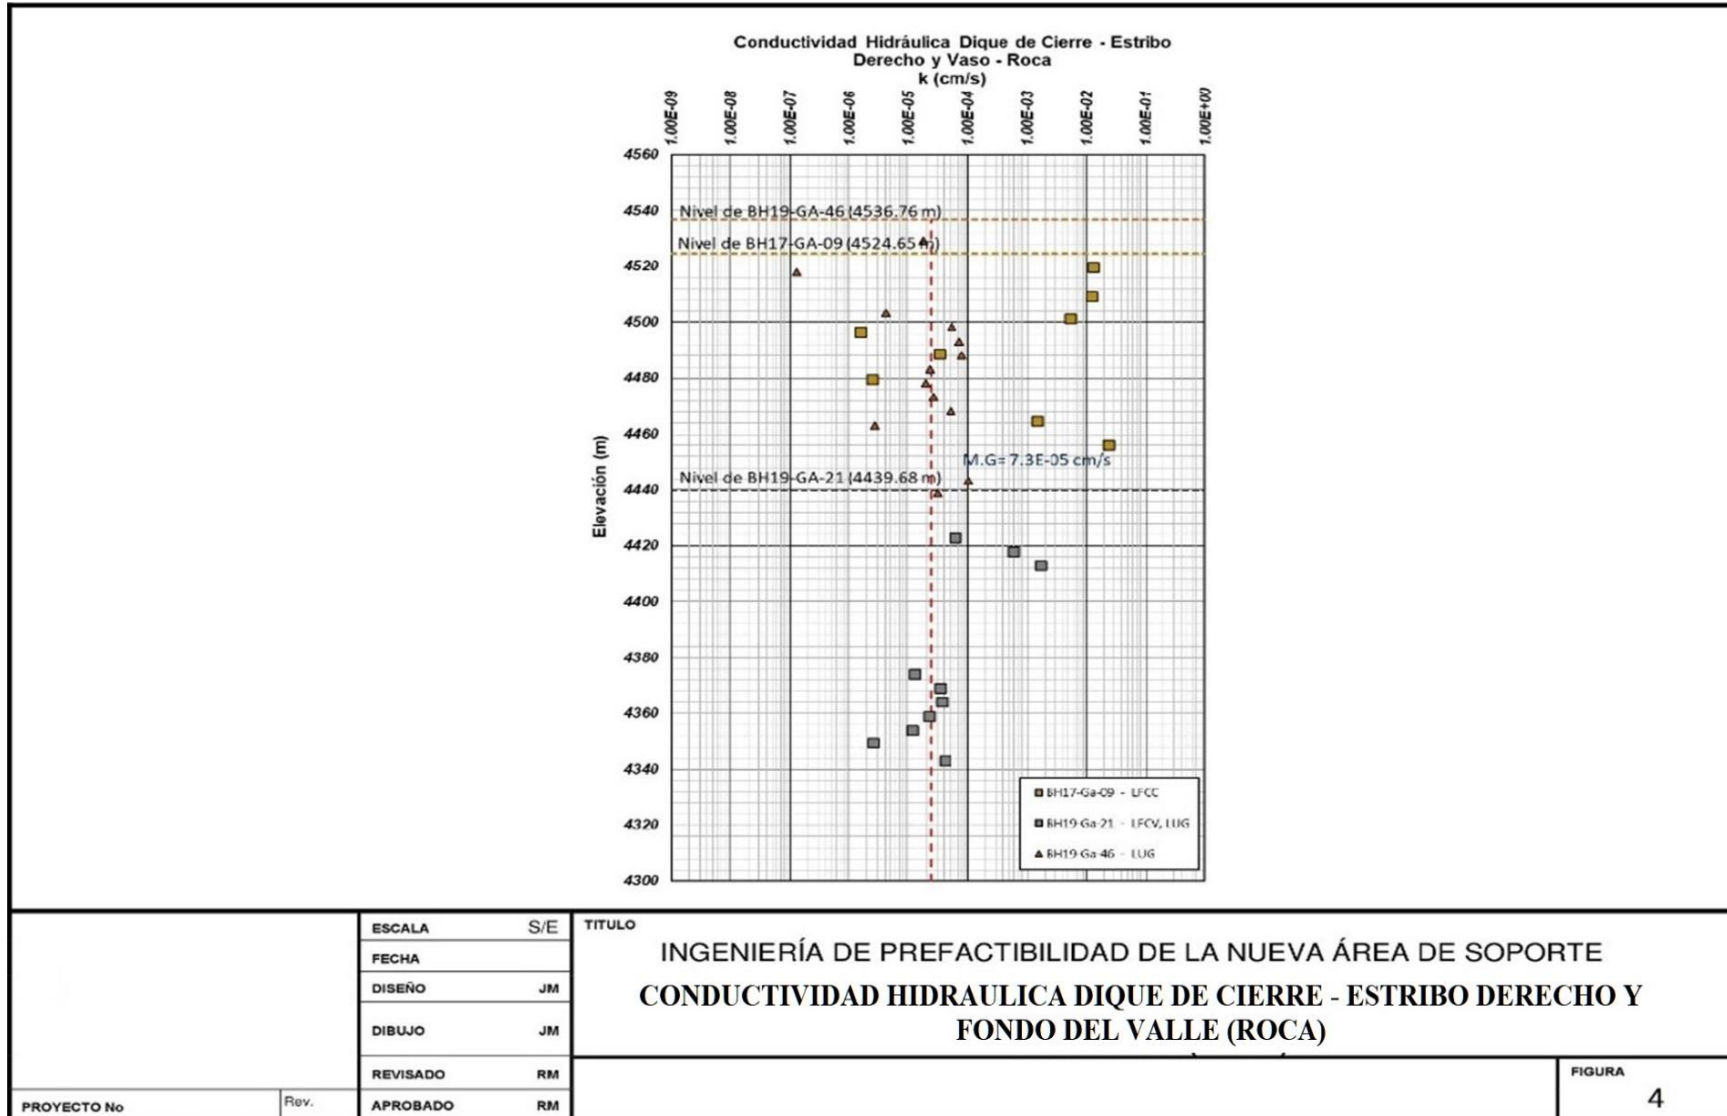 Conductividad Hidráulica Dique de Cierre - Estribo
Derecho y Vaso - Roca
k (cm/s)
1.00E-09
1.00E-08
1.00E-07
1.00E-06
1.00E-05
1.00E-04
1.00E-03
1.00E-02
1.00E-01
1.00E+00
Elevación (m)
4560
4540
4520
4500
4480
4460
4440
4420
4400
4380
4360
4340
4320
4300
Nivel de BH19-GA-46 (4536.76 m)
Nivel de BH17-GA-09 (4524.65 m)
M.G= 7.3E-05 cm/s
Nivel de BH19-GA-21 (4439.68 m)
BH17-Ga-09 - LFCC
BH19-Ga-21 - LFCV, LUG
BH19-Ga-46 - LUG
PROYECTO No
Rev.
ESCALA S/E
FECHA
DISEÑO JM
DIBUJO JM
REVISADO RM
APROBADO RM
TITULO
INGENIERÍA DE PREFACTIBILIDAD DE LA NUEVA ÁREA DE SOPORTE
CONDUCTIVIDAD HIDRAULICA DIQUE DE CIERRE - ESTRIBO DERECHO Y
FONDO DEL VALLE (ROCA)
FIGURA
4